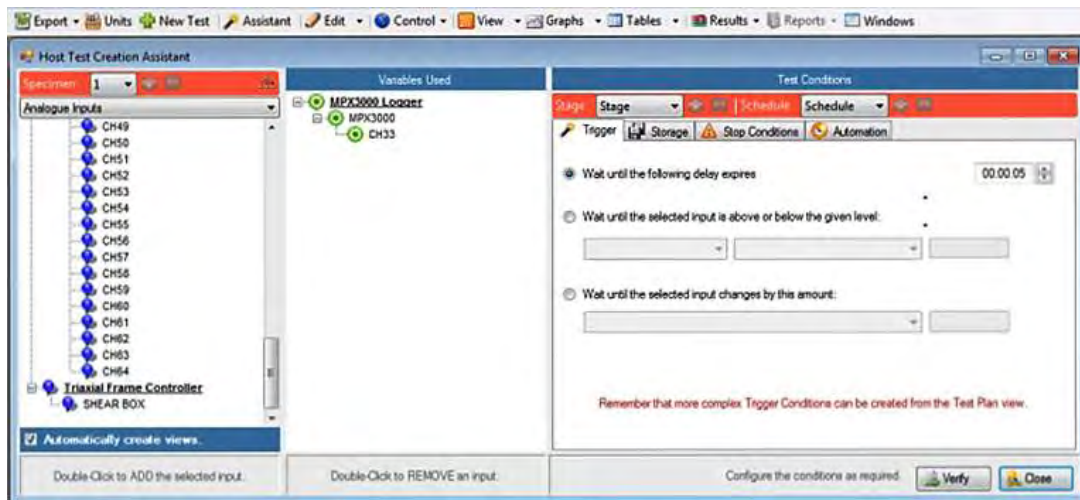 Export Units New Test Assistant Edit Control View Graphs Tables Results Reports Windows
Host Test Creation Assistant
Specimen 1
Analogue Inputs
CH49
CH50
CH51
CH52
CH53
CH54
CH55
CH56
CH57
CH58
CH59
CH60
CH61
CH62
CH63
CH64
Triaxial Frame Controller
SHEAR BOX
Automatically create views.
Double-Click to ADD the selected input.
Variables Used
MPX3000 Logger
MPX3000
CH33
Double-Click to REMOVE an input.
Test Conditions
Stage Stage Schedule Schedule
Trigger Storage Stop Conditions Automation
Wait until the following delay expires 00:00:05
Wait until the selected input is above or below the given level:
Wait until the selected input changes by this amount:
Remember that more complex Trigger Conditions can be created from the Test Plan view.
Configure the conditions as required. Verify Close